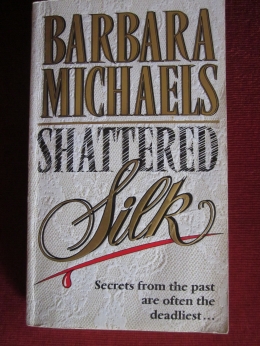 BARBARA
MICHAELS
SHATTERED
Silk
Secrets from the past
are often the
deadliest...